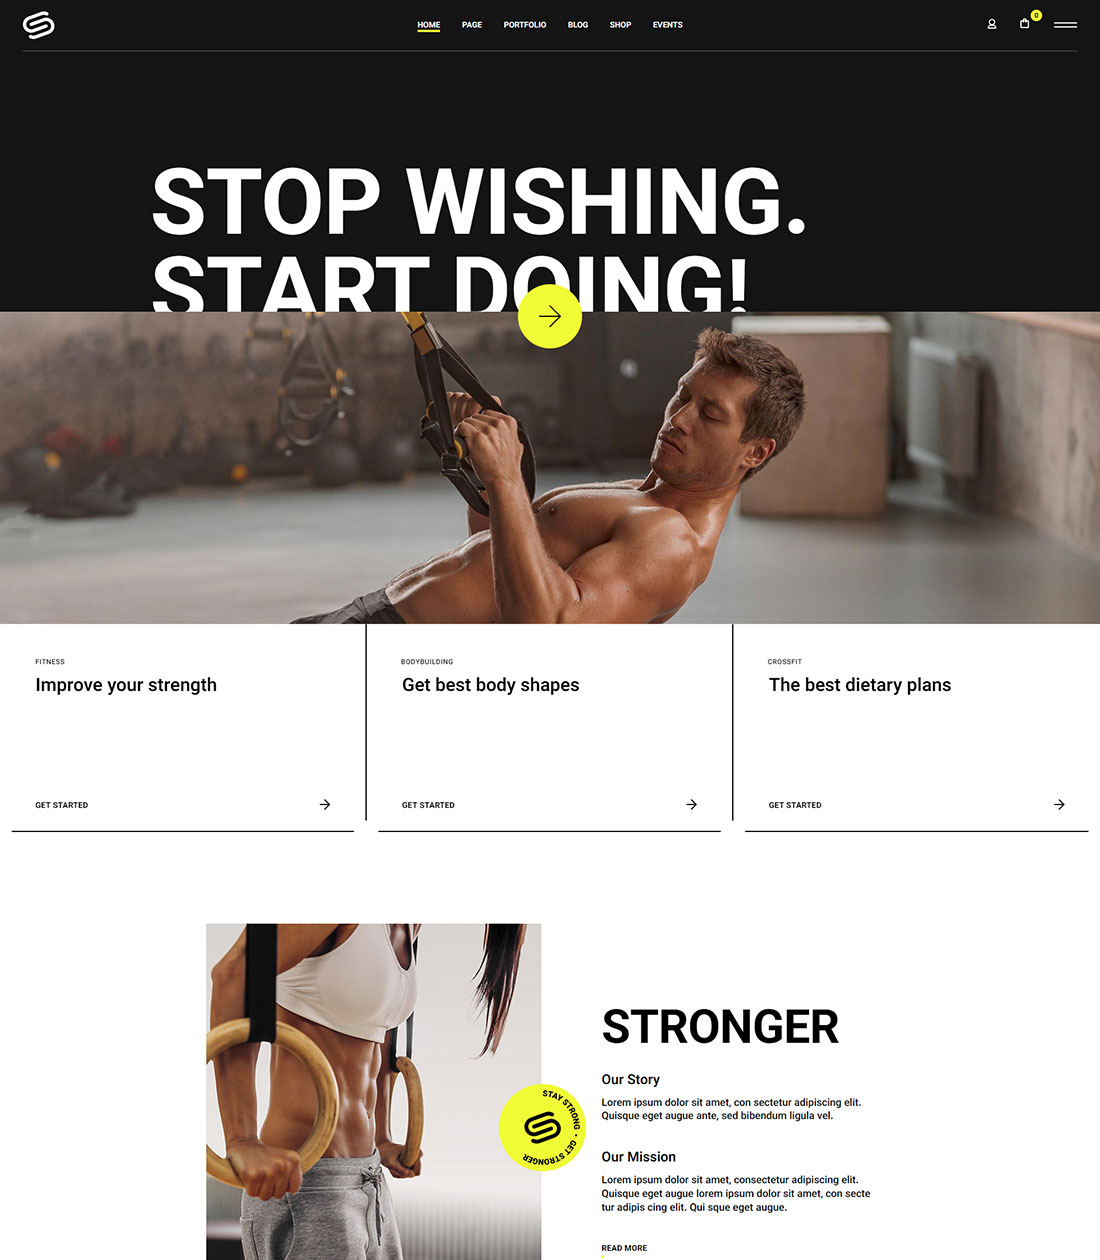 HOME PAGE PORTFOLIO BLOG SHOP EVENTS
0
STOP WISHING.
START DOING!
FITNESS
Improve your strength
GET STARTED
BODYBUILDING
Get best body shapes
GET STARTED
CROSSFIT
The best dietary plans
GET STARTED
STAY STRONG • GET STRONGER
STRONGER
Our Story
Lorem ipsum dolor sit amet, con sectetur adipiscing elit.
Quisque eget augue ante, sed bibendum ligula vel.
Our Mission
Lorem ipsum dolor sit amet, consectetur adipiscing elit.
Quisque eget augue lorem ipsum dolor sit amet, con secte
tur adipis cing elit. Qui sque eget augue.
READ MORE